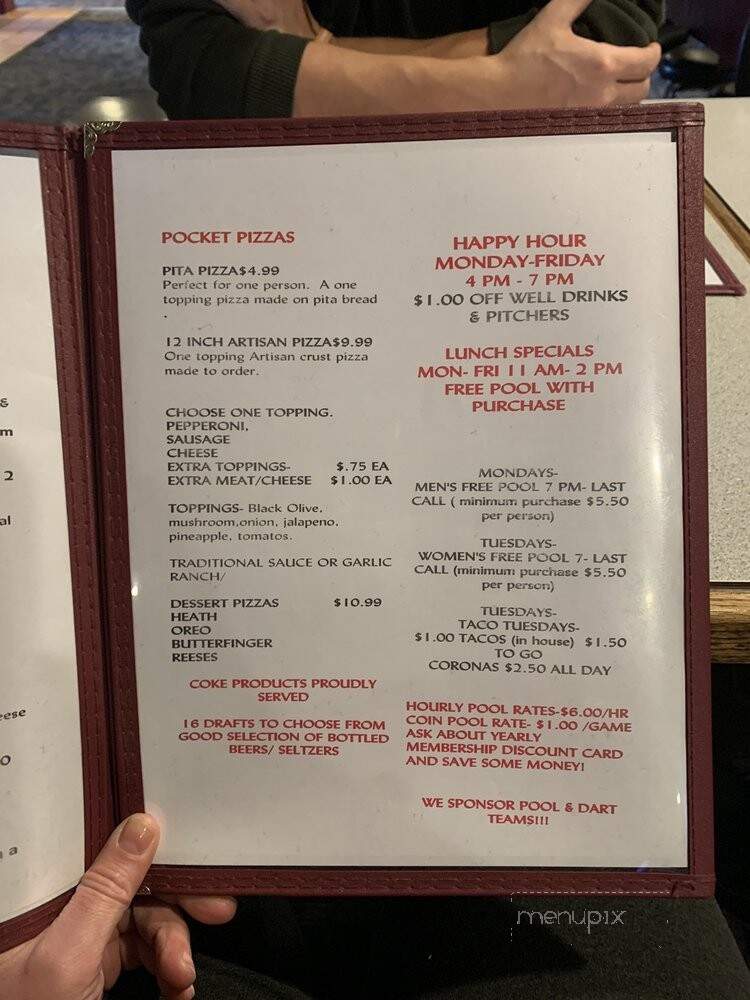 POCKET PIZZAS
PITA PIZZA$4.99
Perfect for one person. A one
topping pizza made on pita bread
.
12 INCH ARTISAN PIZZA$9.99
One topping Artisan crust pizza
made to order.
CHOOSE ONE TOPPING.
PEPPERONI,
SAUSAGE
CHEESE
EXTRA TOPPINGS- $.75 EA
EXTRA MEAT/CHEESE $1.00 EA
TOPPINGS- Black Olive,
mushroom,onion, jalapeno,
pineapple, tomatos.
TRADITIONAL SAUCE OR GARLIC
RANCH/
DESSERT PIZZAS $10.99
HEATH
OREO
BUTTERFINGER
REESES
COKE PRODUCTS PROUDLY
SERVED
16 DRAFTS TO CHOOSE FROM
GOOD SELECTION OF BOTTLED
BEERS/ SELTZERS
HAPPY HOUR
MONDAY-FRIDAY
4 PM - 7 PM
$1.00 OFF WELL DRINKS
& PITCHERS
LUNCH SPECIALS
MON- FRI 11 AM- 2 PM
FREE POOL WITH
PURCHASE
MONDAYS-
MEN'S FREE POOL 7 PM- LAST
CALL ( minimum purchase $5.50
per person)
TUESDAYS-
WOMEN'S FREE POOL 7- LAST
CALL (minimum purchase $5.50
per person)
TUESDAYS-
TACO TUESDAYS-
$1.00 TACOS (in house) $1.50
TO GO
CORONAS $2.50 ALL DAY
HOURLY POOL RATES-$6.00/HR
COIN POOL RATE- $1.00 /GAME
ASK ABOUT YEARLY
MEMBERSHIP DISCOUNT CARD
AND SAVE SOME MONEY!
WE SPONSOR POOL & DART
TEAMS!!!
menupix